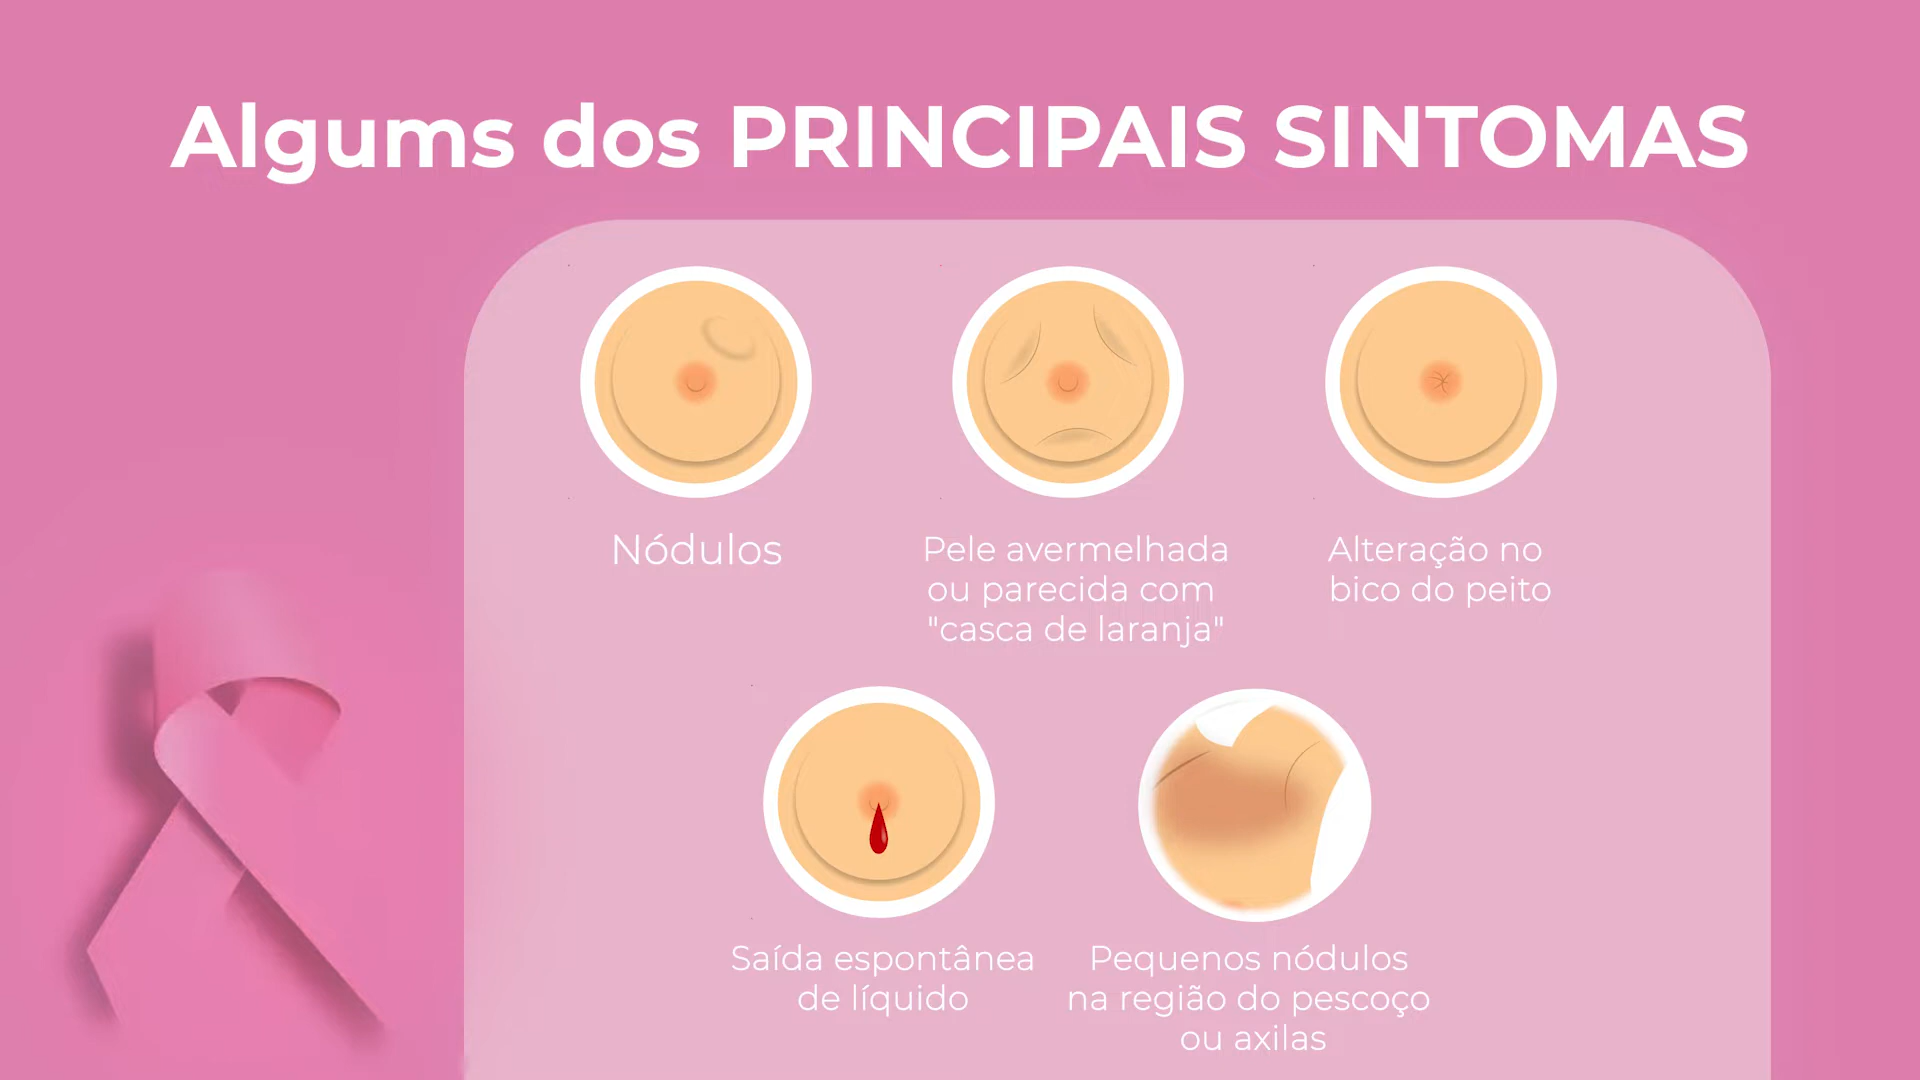 Algums dos PRINCIPAIS SINTOMAS
Nódulos
Pele avermelhada
ou parecida com
"casca de laranja"
Alteração no
bico do peito
Saída espontânea
de líquido
Pequenos nódulos
na região do pescoço
ou axilas